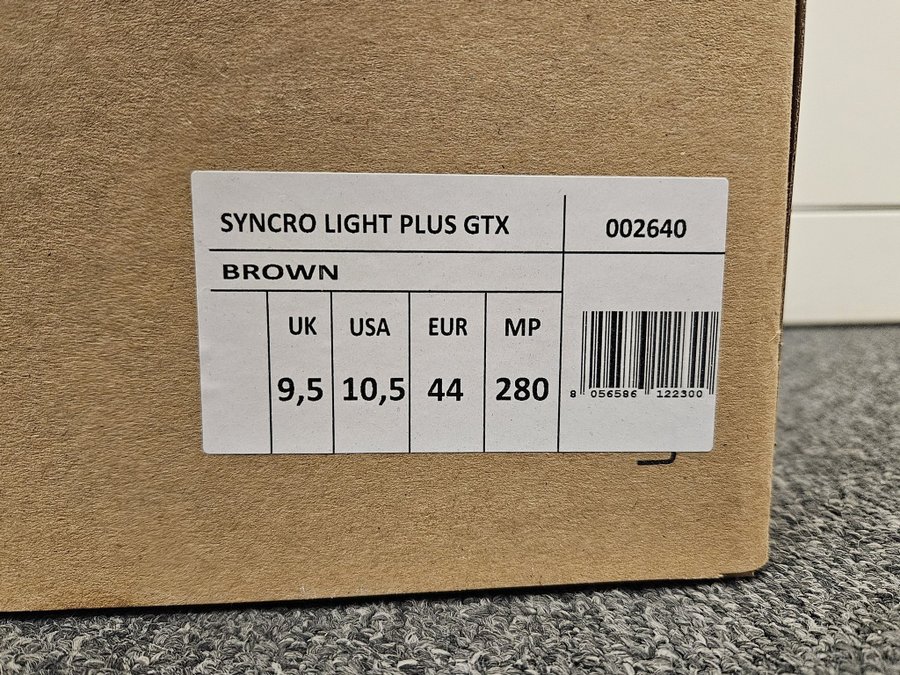 SYNCRO LIGHT PLUS GTX
002640
BROWN
UK USA EUR MP
9,5 10,5 44 280
8 056586 122300